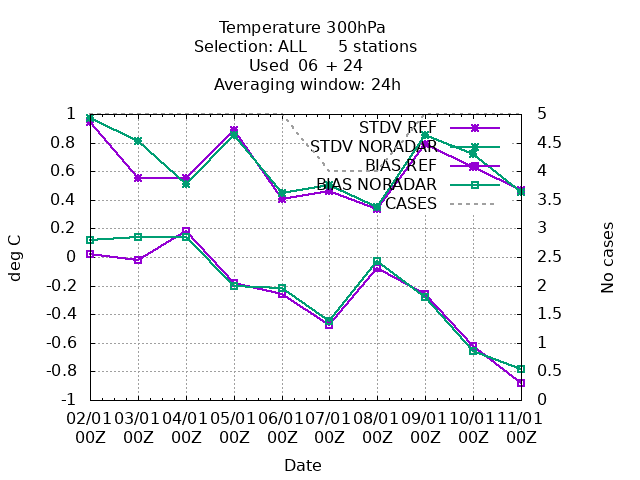 Temperature 300hPa
Selection: ALL      5 stations
Used  06 + 24
Averaging window: 24h
1
0.8
0.6
0.4
0.2
0
-0.2
-0.4
-0.6
-0.8
-1
deg C
STDV REF
STDV NORADAR
BIAS REF
BIAS NORADAR
CASES
5
4.5
4
3.5
3
2.5
2
1.5
1
0.5
0
No cases
02/01 03/01 04/01 05/01 06/01 07/01 08/01 09/01 10/01 11/01
00Z 00Z 00Z 00Z 00Z 00Z 00Z 00Z 00Z 00Z
Date